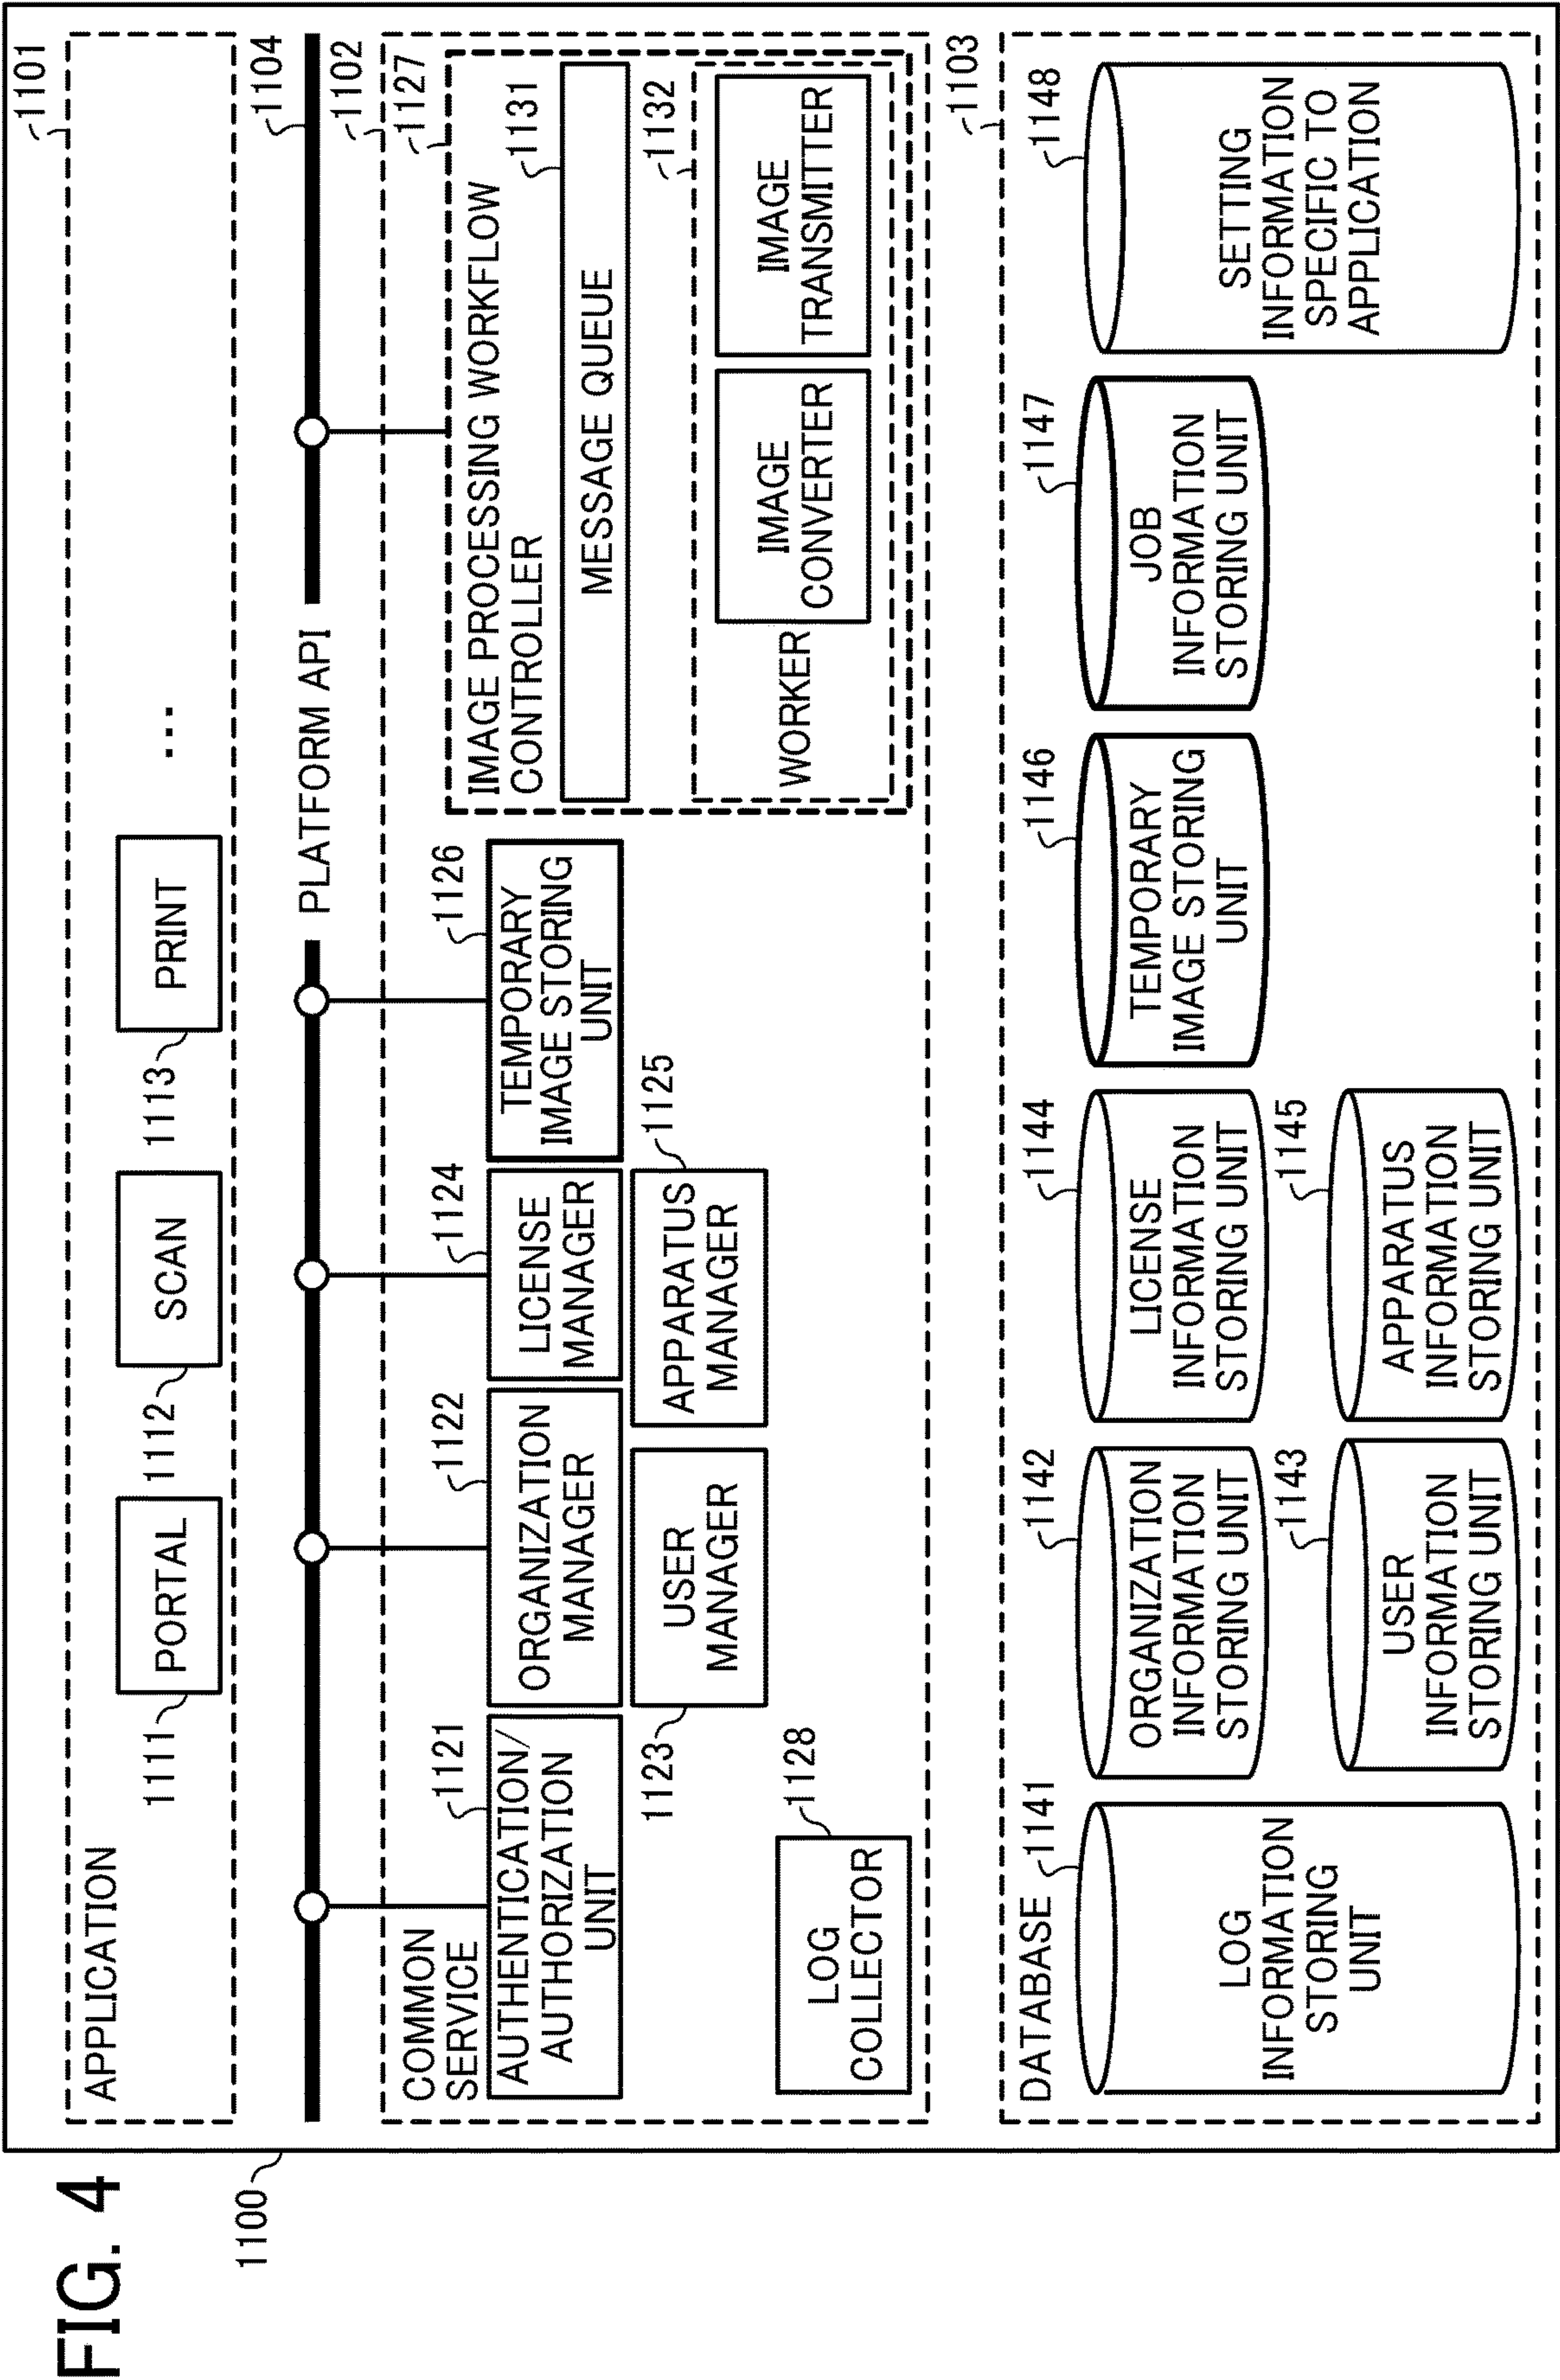 FIG. 4
1100
1101
APPLICATION
1111
PORTAL
1112
SCAN
1113
PRINT
...
1104
PLATFORM API
1102
COMMON
SERVICE
1121
AUTHENTICATION/
AUTHORIZATION
UNIT
1122
ORGANIZATION
MANAGER
1123
USER
MANAGER
1124
LICENSE
MANAGER
1125
APPARATUS
MANAGER
1126
TEMPORARY
IMAGE STORING
UNIT
1127
IMAGE PROCESSING WORKFLOW
CONTROLLER
1131
MESSAGE QUEUE
1132
WORKER
IMAGE
CONVERTER
IMAGE
TRANSMITTER
1128
LOG
COLLECTOR
1103
DATABASE
1141
LOG
INFORMATION
STORING
UNIT
1142
ORGANIZATION
INFORMATION
STORING UNIT
1143
USER
INFORMATION
STORING UNIT
1144
LICENSE
INFORMATION
STORING UNIT
1145
APPARATUS
INFORMATION
STORING UNIT
1146
TEMPORARY
IMAGE STORING
UNIT
1147
JOB
INFORMATION
STORING UNIT
1148
SETTING
INFORMATION
SPECIFIC TO
APPLICATION